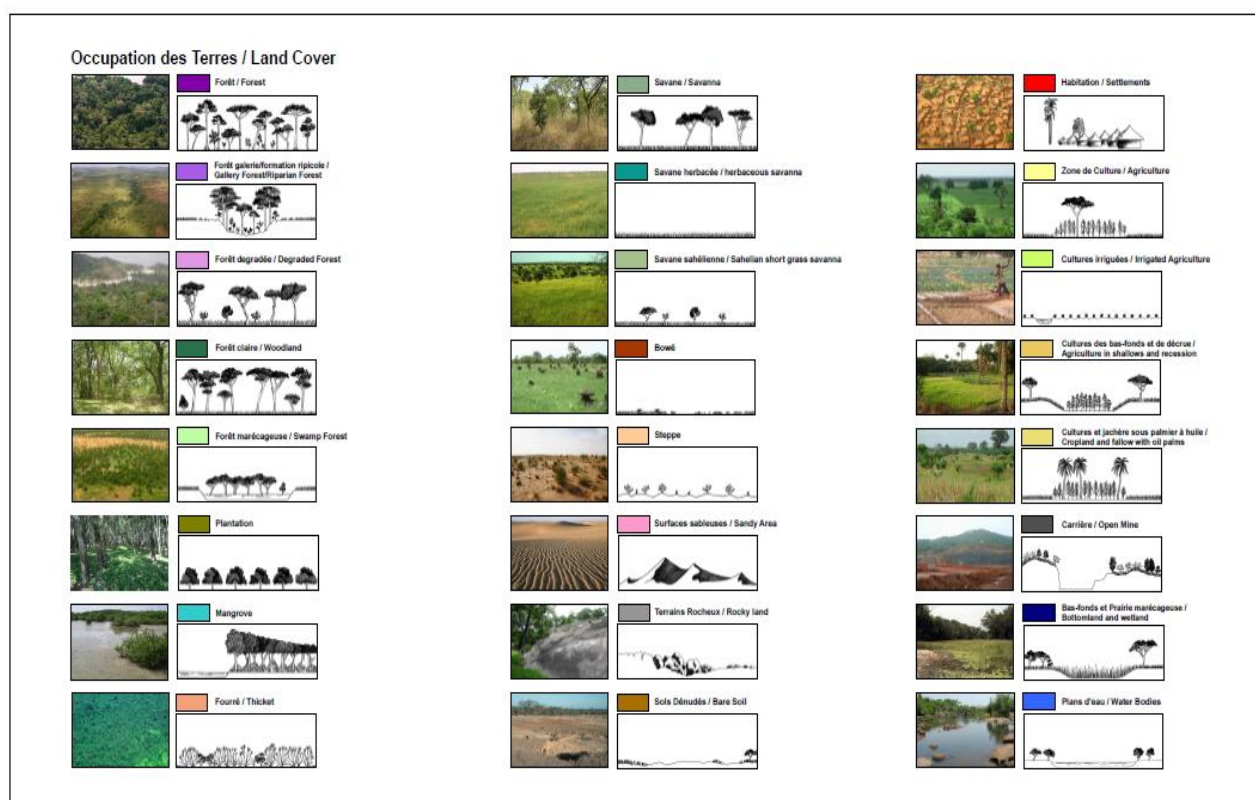 Occupation des Terres / Land Cover
Forêt / Forest
Forêt galerie/formation ripicole /
Gallery Forest/Riparian Forest
Forêt degradée / Degraded Forest
Forêt claire / Woodland
Forêt marécageuse / Swamp Forest
Plantation
Mangrove
Fourré / Thicket
Savane / Savanna
Savane herbacée / herbaceous savanna
Savane sahélienne / Sahelian short grass savanna
Bowé
Steppe
Surfaces sableuses / Sandy Area
Terrains Rocheux / Rocky land
Sols Dénudés / Bare Soil
Habitation / Settlements
Zone de Culture / Agriculture
Cultures irriguées / Irrigated Agriculture
Cultures des bas-fonds et de décrue /
Agriculture in shallows and recession
Cultures et jachère sous palmier à huile /
Cropland and fallow with oil palms
Carrière / Open Mine
Bas-fonds et Prairie marécageuse /
Bottomland and wetland
Plans d'eau / Water Bodies